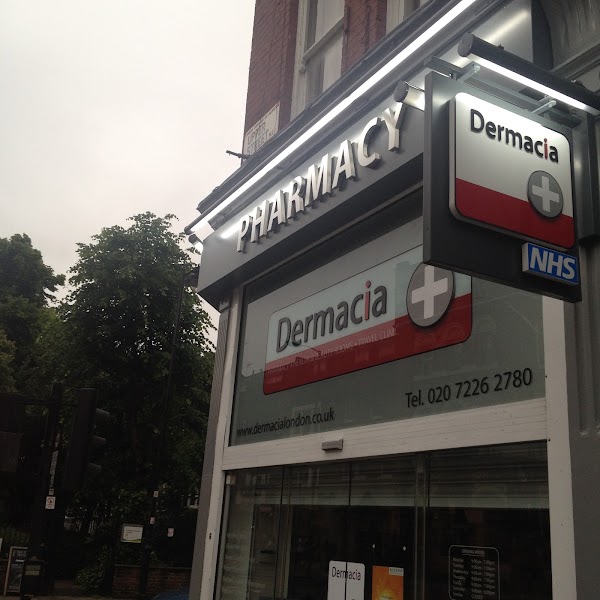 PHARMACY
Dermacia
NHS
Dermacia
Tel. 020 7226 2780
www.dermacialondon.co.uk
Dermacia